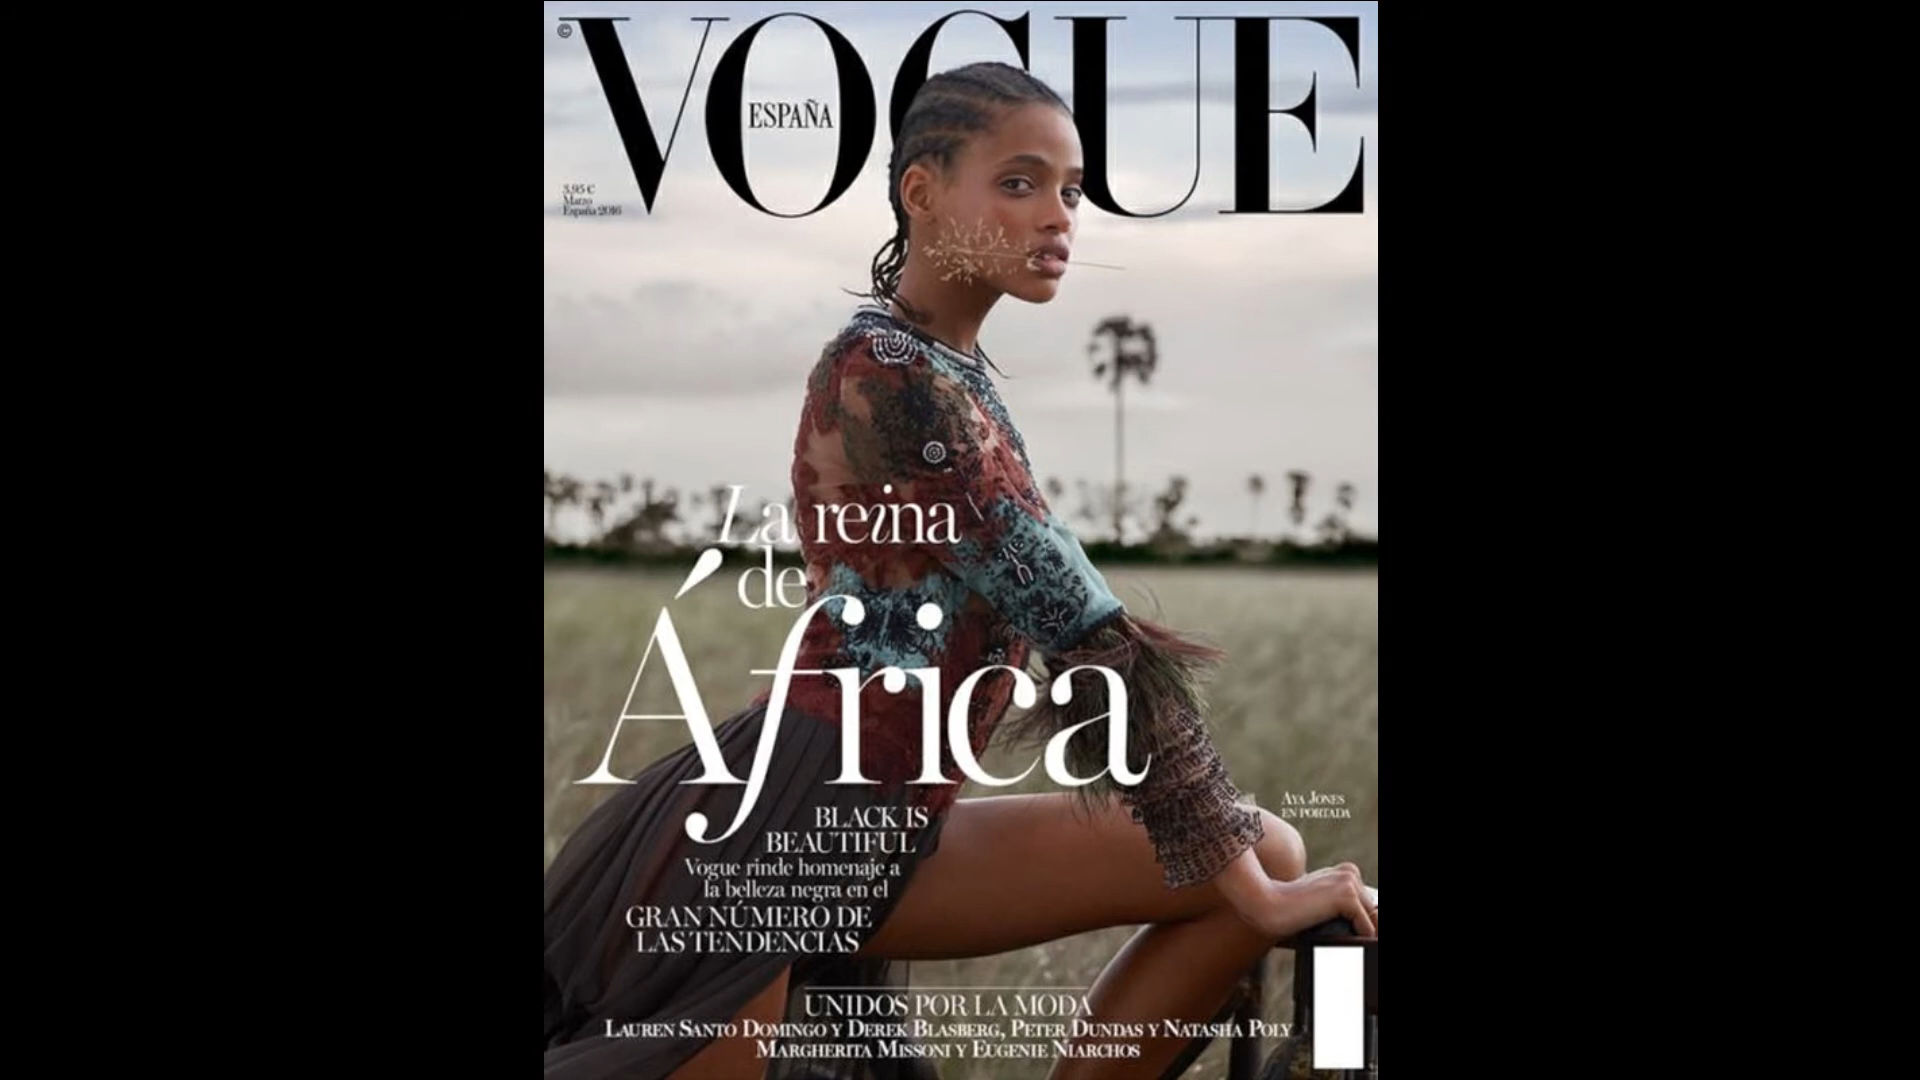 ©
VOGUE
ESPAÑA
3,95 €
Marzo
España 2016
La reina
de
África
AYA JONES
EN PORTADA
BLACK IS
BEAUTIFUL
Vogue rinde homenaje a
la belleza negra en el
GRAN NÚMERO DE
LAS TENDENCIAS
UNIDOS POR LA MODA
LAUREN SANTO DOMINGO Y DEREK BLASBERG, PETER DUNDAS Y NATASHA POLY
MARGHERITA MISSONI Y EUGENIE NIARCHOS